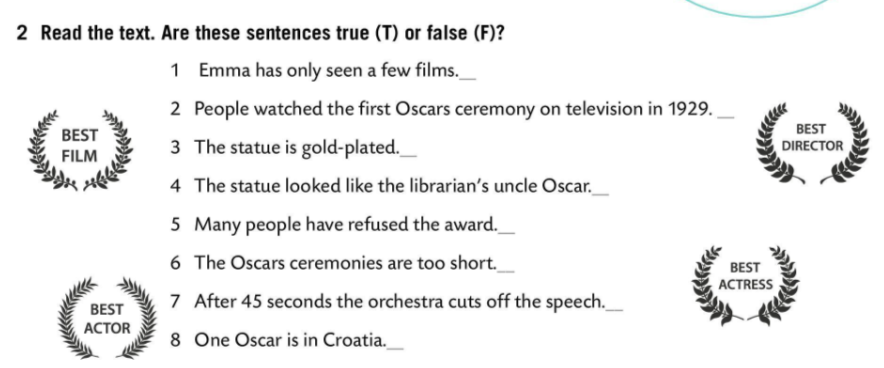 2 Read the text. Are these sentences true (T) or false (F)?
1 Emma has only seen a few films.__
2 People watched the first Oscars ceremony on television in 1929. __
3 The statue is gold-plated.__
4 The statue looked like the librarian's uncle Oscar.__
5 Many people have refused the award.__
6 The Oscars ceremonies are too short.__
7 After 45 seconds the orchestra cuts off the speech.__
8 One Oscar is in Croatia.__
BEST
FILM
BEST
DIRECTOR
BEST
ACTOR
BEST
ACTRESS